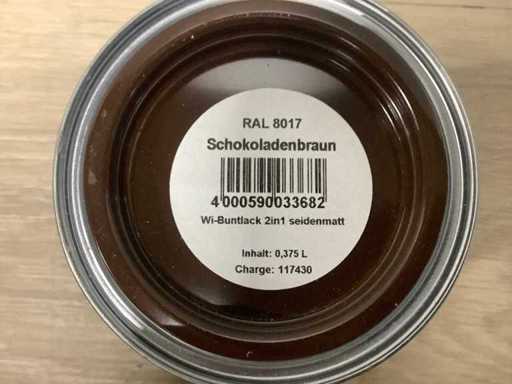 RAL 8017
Schokoladenbraun
4 000590 033682
Wi-Buntlack 2in1 seidenmatt
Inhalt: 0,375 L
Charge: 117430